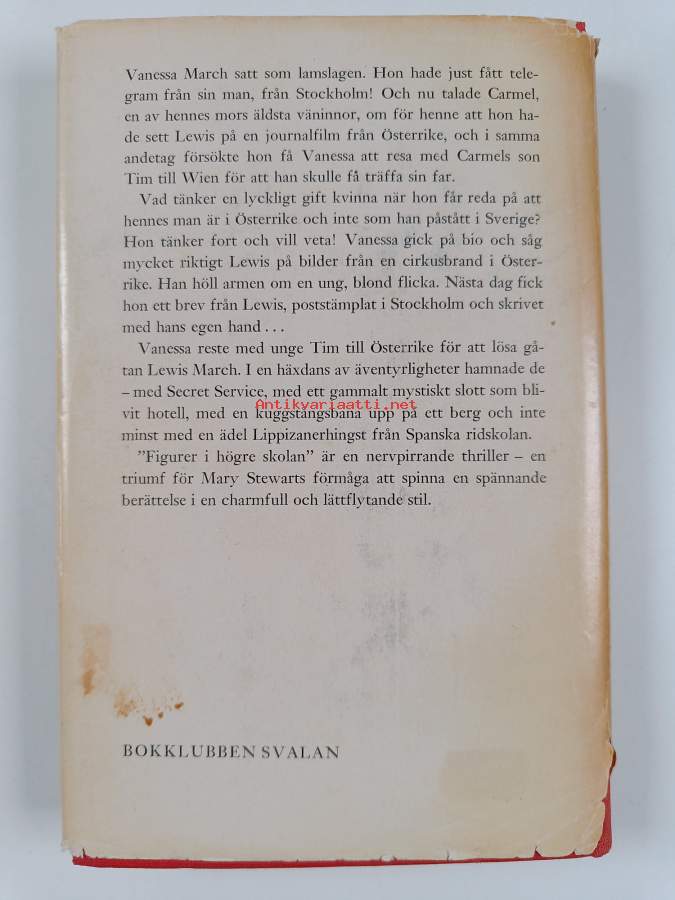 Vanessa March satt som lamslagen. Hon hade just fått tele-
gram från sin man, från Stockholm! Och nu talade Carmel,
en av hennes mors äldsta väninnor, om för henne att hon ha-
de sett Lewis på en journalfilm från Österrike, och i samma
andetag försökte hon få Vanessa att resa med Carmels son
Tim till Wien för att han skulle få träffa sin far.
Vad tänker en lyckligt gift kvinna när hon får reda på att
hennes man är i Österrike och inte som han påstått i Sverige?
Hon tänker fort och vill veta! Vanessa gick på bio och såg
mycket riktigt Lewis på bilder från en cirkusbrand i Öster-
rike. Han höll armen om en ung, blond flicka. Nästa dag fick
hon ett brev från Lewis, poststämplat i Stockholm och skrivet
med hans egen hand . . .
Vanessa reste med unge Tim till Österrike för att lösa gå-
tan Lewis March. I en häxdans av äventyrligheter hamnade de
– med Secret Service, med ett gammalt mystiskt slott som bli-
Antikvariaatti.net
vit hotell, med en kuggstångsbana upp på ett berg och inte
minst med en ädel Lippizanerhingst från Spanska ridskolan.
”Figurer i högre skolan” är en nervpirrande thriller – en
triumf för Mary Stewarts förmåga att spinna en spännande
berättelse i en charmfull och lättflytande stil.
BOKKLUBBEN SVALAN